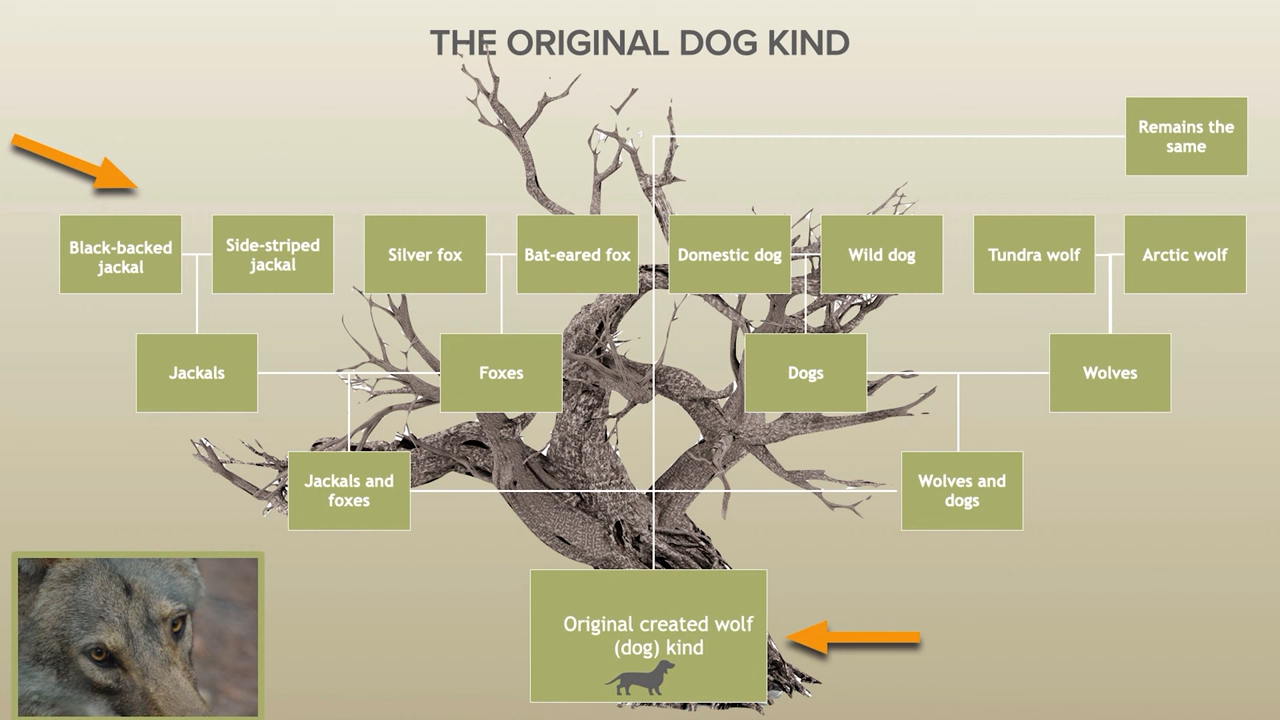 THE ORIGINAL DOG KIND
Remains the
same
Black-backed
jackal
Side-striped
jackal
Silver fox
Bat-eared fox
Domestic dog
Wild dog
Tundra wolf
Arctic wolf
Jackals
Foxes
Dogs
Wolves
Jackals and
foxes
Wolves and
dogs
Original created wolf
(dog) kind